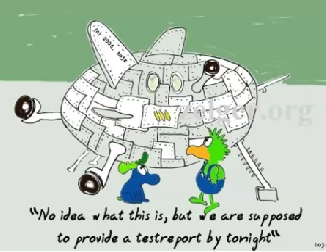 "No idea what this is, but we are supposed
to provide a testreport by tonight"